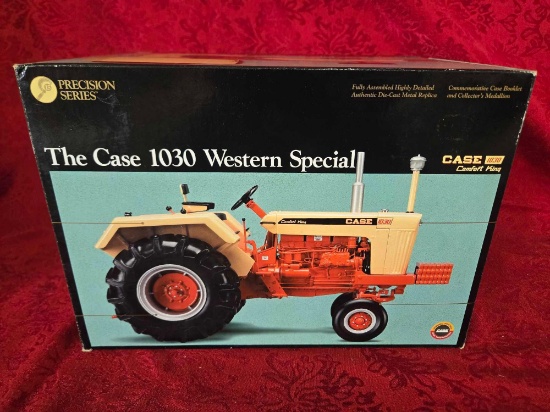 PRECISION
SERIES
Fully Assembled Highly Detailed
Authentic Die-Cast Metal Replica
Commemorative Case Booklet
and Collector's Medallion
The Case 1030 Western Special
CASE 1030
Comfort King
Comfort King
CASE 1030
CASE